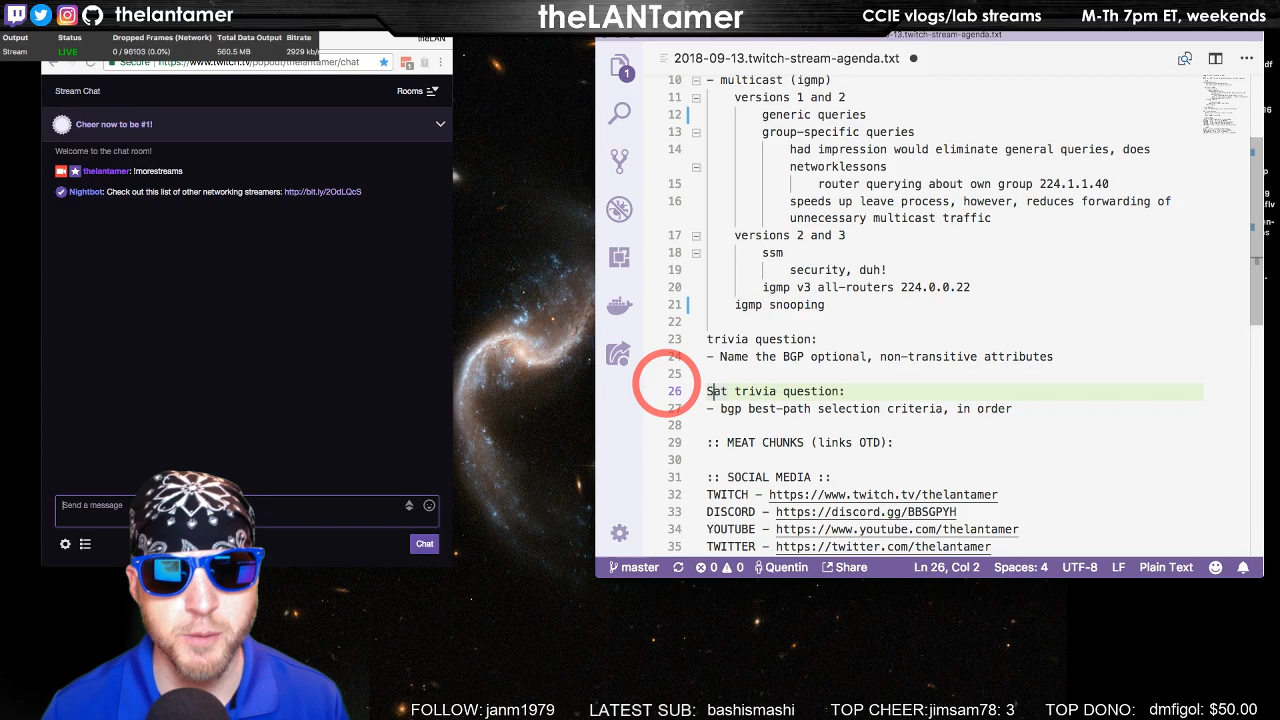 thelantamer
theLANTamer
CCIE vlogs/lab streams
M-Th 7pm ET, weekends
Output Status Dropped Frames (Network) Total Data Output Bitrate
Stream LIVE 0 / 96103 (0.0%) 560.5 MB 2929 kb/
theLAN
Secure https://www.twitch.tv/popout/thelantamer/chat
Stream Chat Rooms
Cheer now to be #1!
Welcome to the chat room!
thelantamer: !morestreams
Nightbot: Check out this list of other networking streamers: http://bit.ly/2OdLQcS
Send a message
Chat
-09-13.twitch-stream-agenda.txt
2018-09-13.twitch-stream-agenda.txt
1
10 - multicast (igmp)
11 versions 1 and 2
12 generic queries
13 group-specific queries
14 had impression would eliminate general queries, does
networklessons
15 router querying about own group 224.1.1.40
16 speeds up leave process, however, reduces forwarding of
unnecessary multicast traffic
17 versions 2 and 3
18 ssm
19 security, duh!
20 igmp v3 all-routers 224.0.0.22
21 igmp snooping
22
23 trivia question:
24 - Name the BGP optional, non-transitive attributes
25
26 Sat trivia question:
27 - bgp best-path selection criteria, in order
28
29 :: MEAT CHUNKS (links OTD):
30
31 :: SOCIAL MEDIA ::
32 TWITCH - https://www.twitch.tv/thelantamer
33 DISCORD - https://discord.gg/BBSGPYH
34 YOUTUBE - https://www.youtube.com/thelantamer
35 TWITTER - https://twitter.com/thelantamer
master 0 0 Quentin Share Ln 26, Col 2 Spaces: 4 UTF-8 LF Plain Text
FOLLOW: janm1979 LATEST SUB: bashismashi TOP CHEER: jimsam78: 3 TOP DONO: dmfigol: $50.00